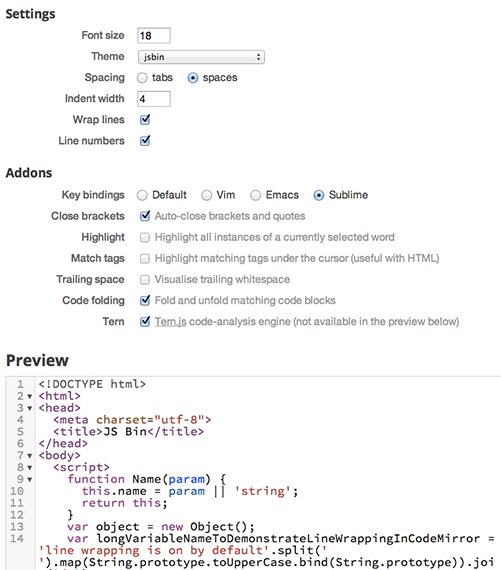 Settings
Font size 18
Theme jsbin
Spacing tabs spaces
Indent width 4
Wrap lines
Line numbers
Addons
Key bindings Default Vim Emacs Sublime
Close brackets Auto-close brackets and quotes
Highlight Highlight all instances of a currently selected word
Match tags Highlight matching tags under the cursor (useful with HTML)
Trailing space Visualise trailing whitespace
Code folding Fold and unfold matching code blocks
Tern Tern.js code-analysis engine (not available in the preview below)
Preview
1 <!DOCTYPE html>
2 <html>
3 <head>
4 <meta charset="utf-8">
5 <title>JS Bin</title>
6 </head>
7 <body>
8 <script>
9 function Name(param) {
10 this.name = param || 'string';
11 return this;
12 }
13 var object = new Object();
14 var longVariableNameToDemonstrateLineWrappingInCodeMirror =
'line wrapping is on by default'.split('
').map(String.prototype.toUpperCase.bind(String.prototype)).joi